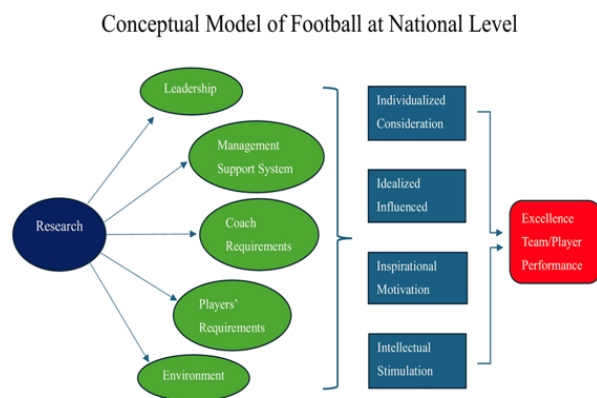 Conceptual Model of Football at National Level
Leadership
Management
Support System
Research
Coach
Requirements
Players'
Requirements
Environment
Individualized
Consideration
Idealized
Influenced
Inspirational
Motivation
Intellectual
Stimulation
Excellence
Team/Player
Performance